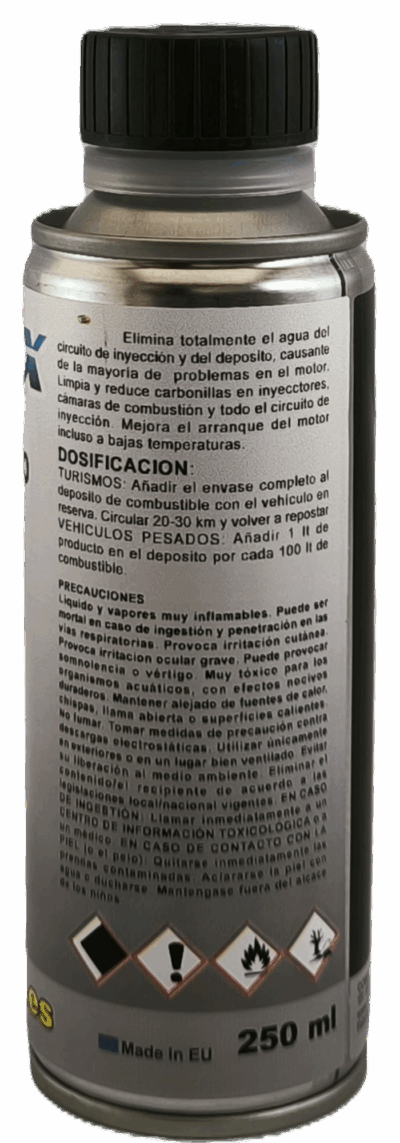 X
Elimina totalmente el agua del
circuito de inyección y del deposito, causante
de la mayoría de problemas en el motor.
Limpia y reduce carbonillas en inyecctores,
cámaras de combustión y todo el circuito de
inyección. Mejora el arranque del motor
incluso a bajas temperaturas.
DOSIFICACION:
TURISMOS: Añadir el envase completo al
deposito de combustible con el vehículo en
reserva. Circular 20-30 km y volver a repostar
VEHICULOS PESADOS: Añadir 1 lt de
producto en el deposito por cada 100 lt de
combustible.
PRECAUCIONES
Líquido y vapores muy inflamables. Puede ser
mortal en caso de ingestión y penetración en las
vías respiratorias. Provoca irritación cutánea.
Provoca irritacion ocular grave. Puede provocar
somnolencia o vértigo. Muy tóxico para los
organismos acuáticos, con efectos nocivos
duraderos. Mantener alejado de fuentes de calor,
chispas, llama abierta o superficies calientes.
No fumar. Tomar medidas de precaución contra
descargas electrostáticas. Utilizar únicamente
en exteriores o en un lugar bien ventilado. Evitar
su liberación al medio ambiente. Eliminar el
contenido/el recipiente de acuerdo a las
legislaciones local/nacional vigentes. EN CASO
DE INGESTIÓN: Llamar inmediatamente a un
CENTRO DE INFORMACIÓN TOXICOLÓGICA o a
un médico. EN CASO DE CONTACTO CON LA
PIEL (o el pelo): Quitarse inmediatamente las
prendas contaminadas. Aclararse la piel con
agua o ducharse. Mantengase fuera del alcace
de los niños
es
Made In EU
250 ml